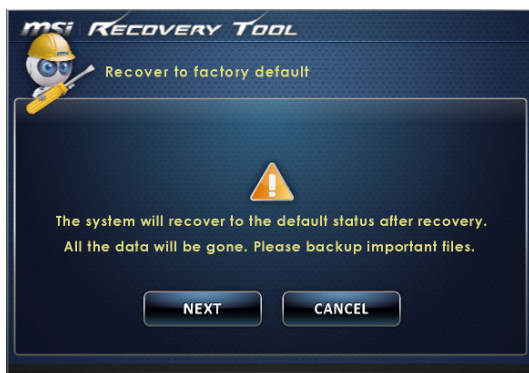 msi RECOVERY TOOL
Recover to factory default
The system will recover to the default status after recovery.
All the data will be gone. Please backup important files.
NEXT
CANCEL